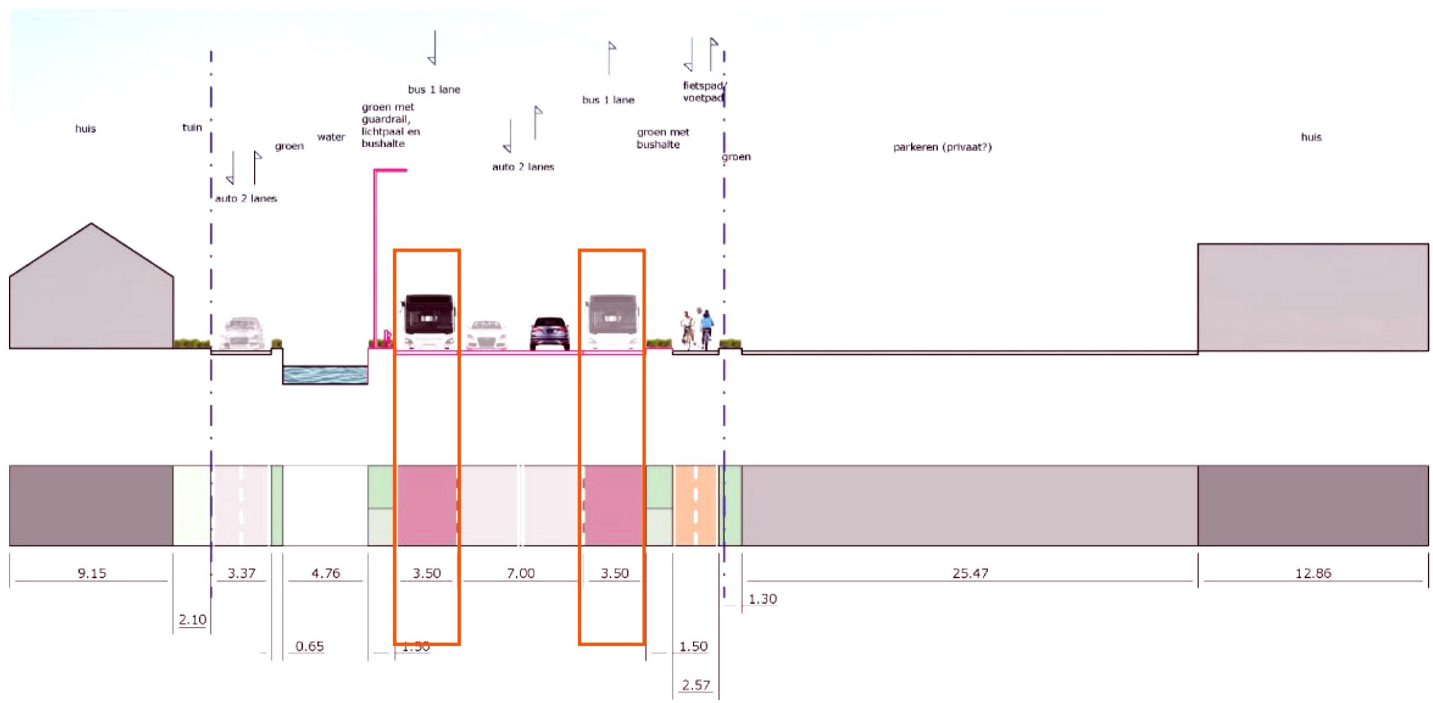 bus 1 lane
bus 1 lane
fietspad/
voetpad
groen met
guardrail,
lichtpaal en
bushalte
huis
tuin
groen
water
auto 2 lanes
auto 2 lanes
groen met
bushalte
groen
parkeren (privaat?)
huis
9.15
3.37
4.76
3.50
7.00
3.50
25.47
12.86
1.30
2.10
0.65
1.50
1.50
2.57